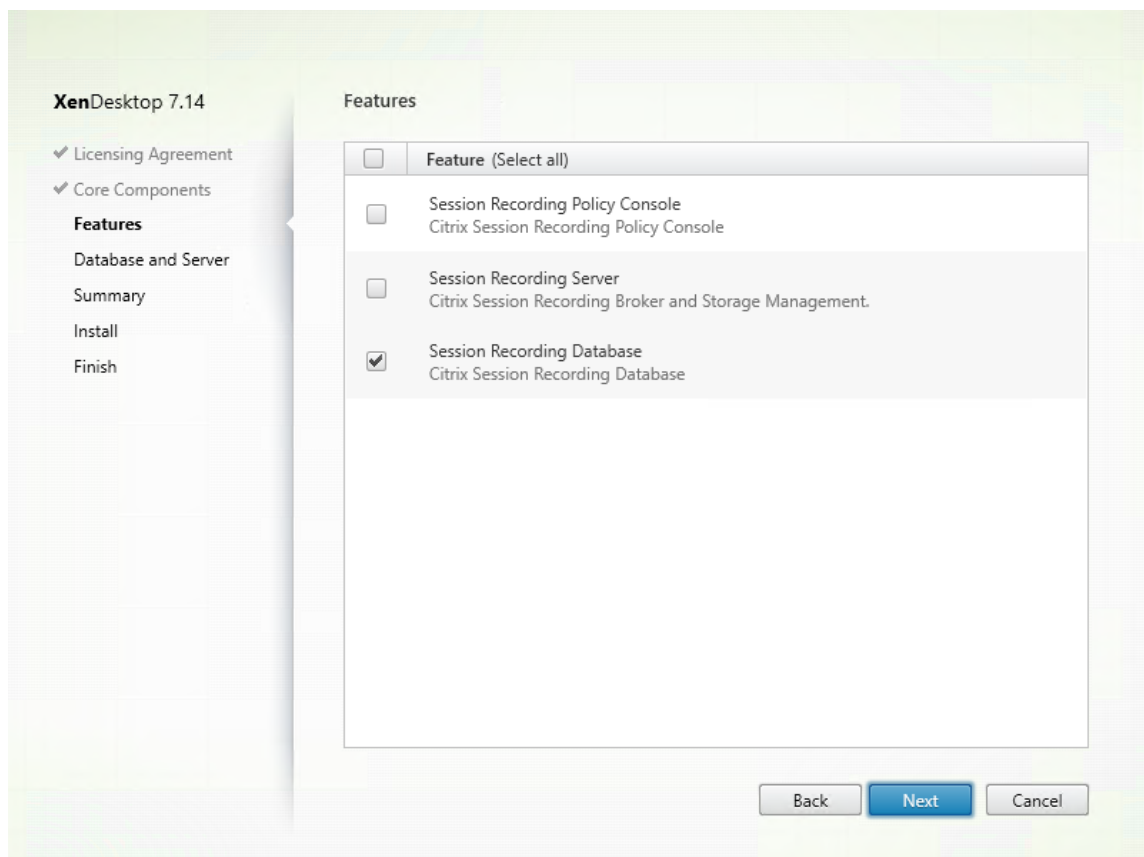 XenDesktop 7.14
Licensing Agreement
Core Components
Features
Database and Server
Summary
Install
Finish
Features
Feature (Select all)
Session Recording Policy Console
Citrix Session Recording Policy Console
Session Recording Server
Citrix Session Recording Broker and Storage Management.
Session Recording Database
Citrix Session Recording Database
Back Next Cancel